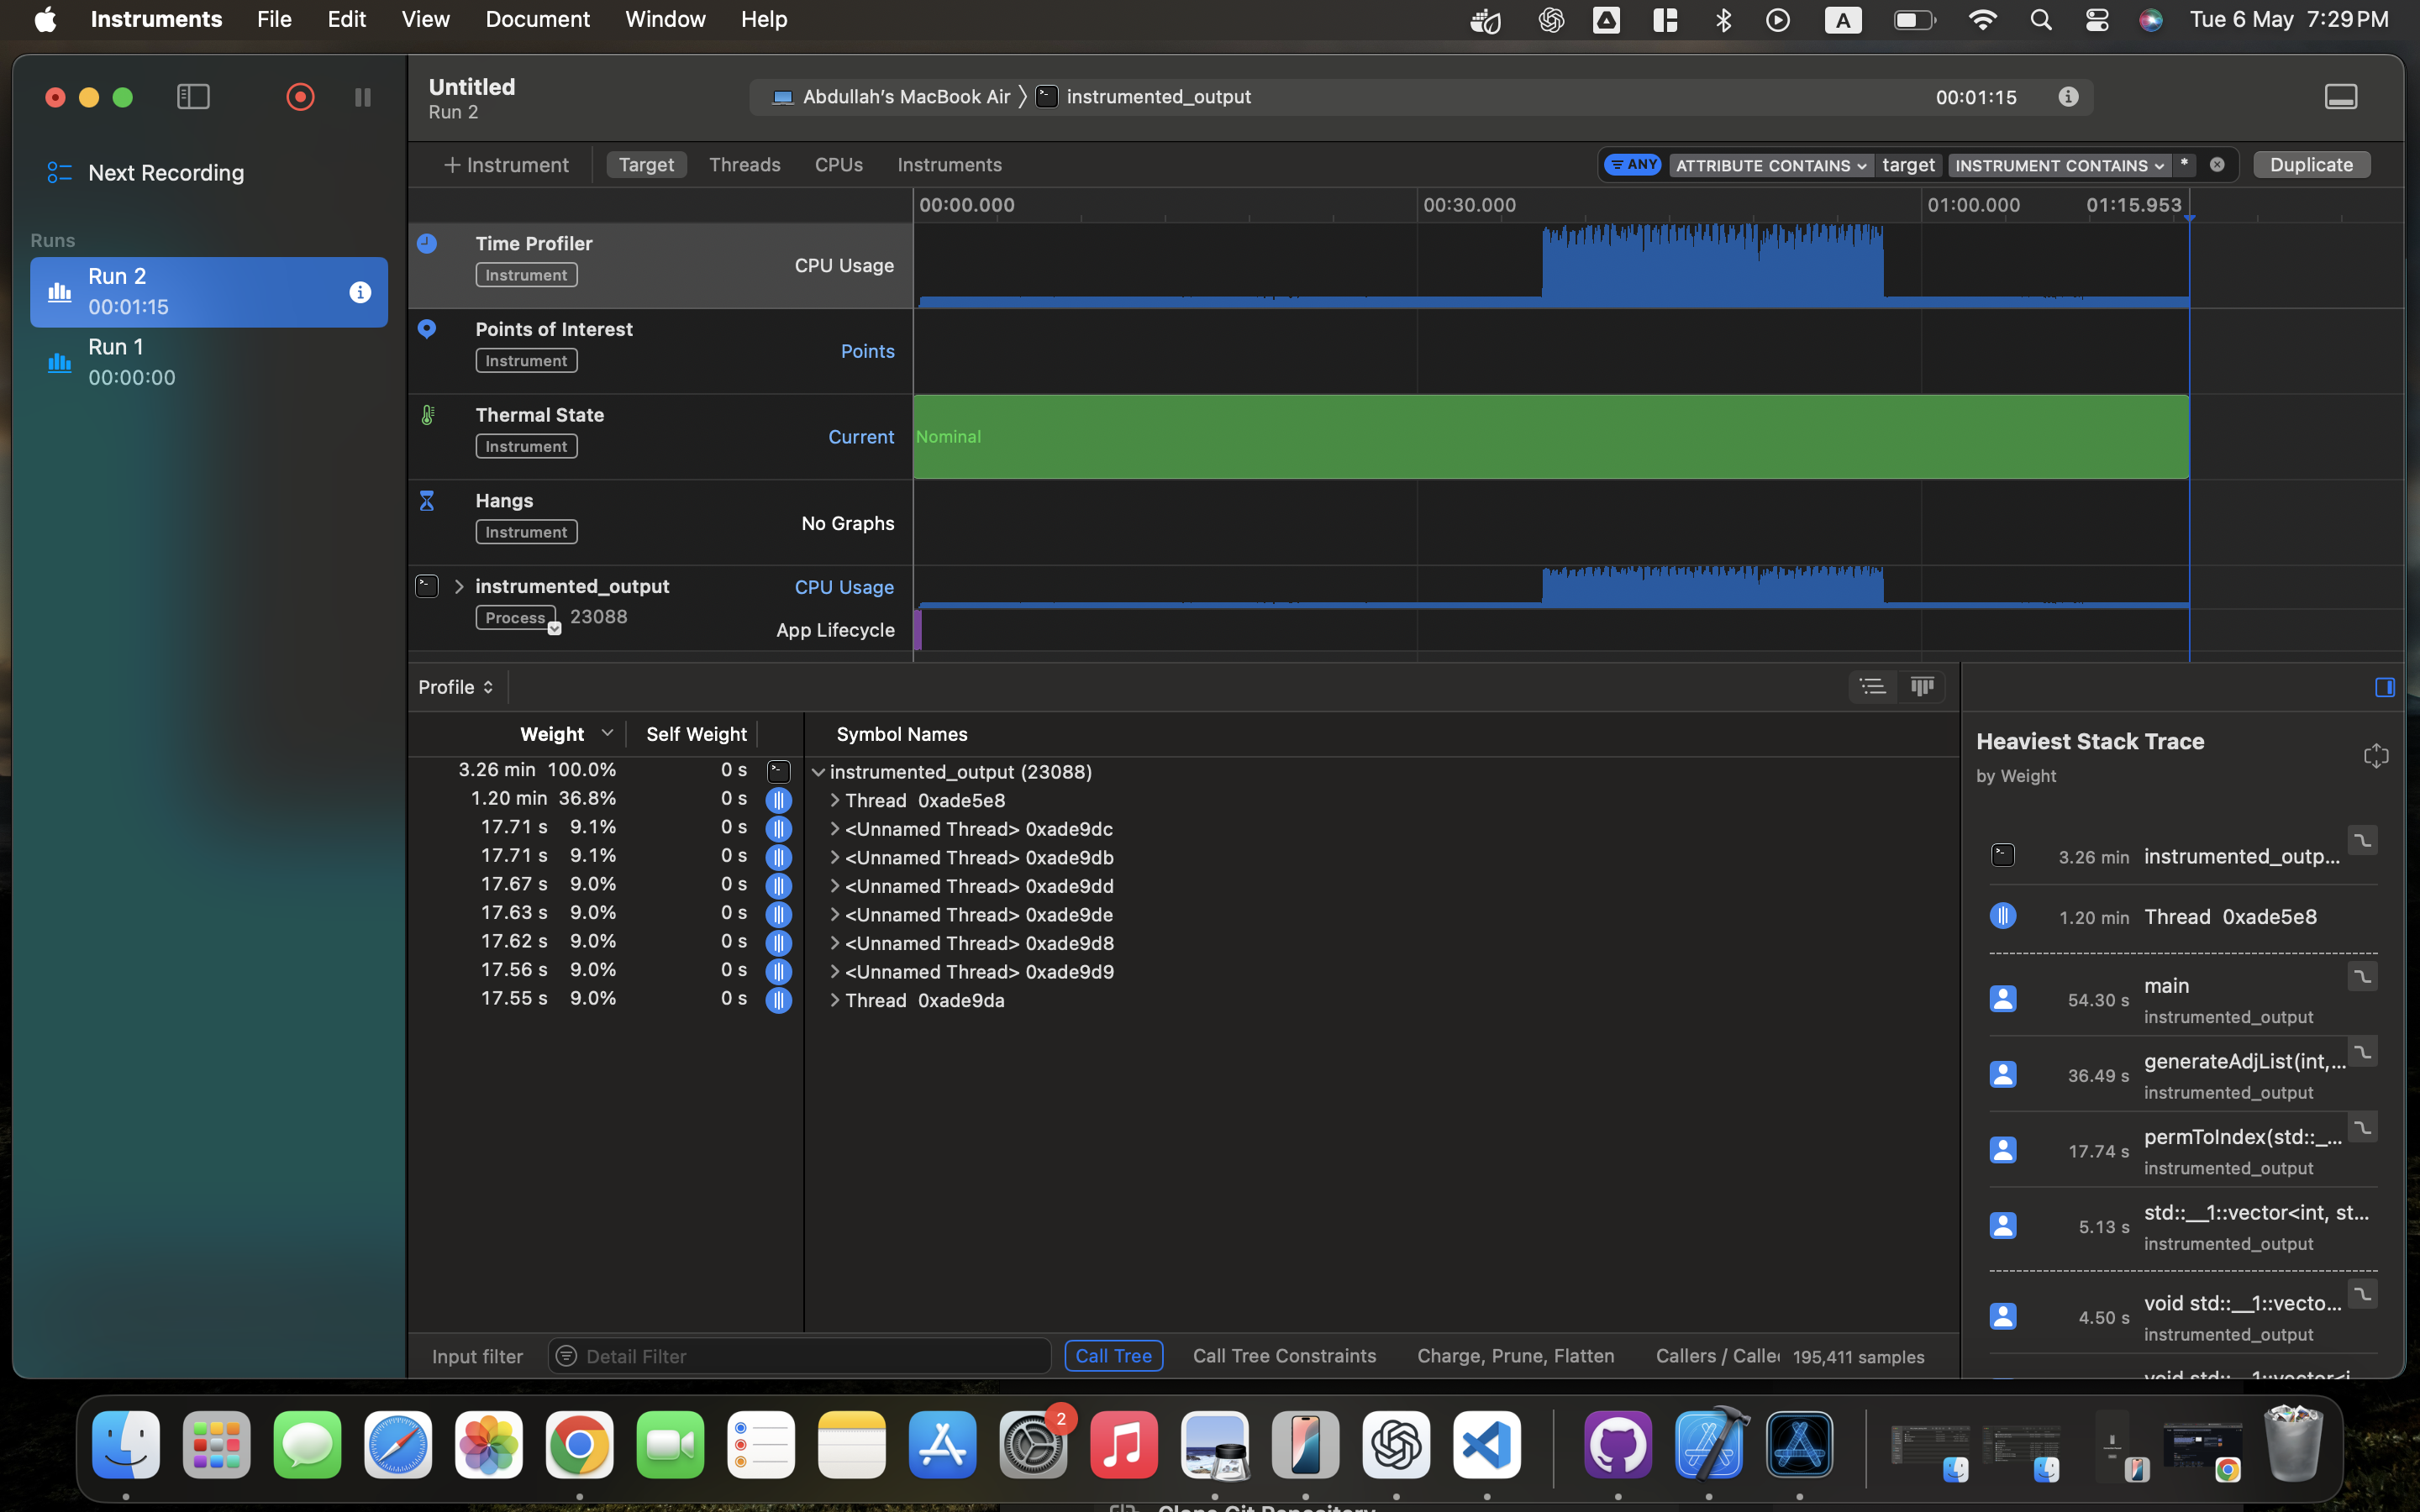 Instruments File Edit View Document Window Help
A
Tue 6 May 7:29 PM
Untitled
Run 2
Abdullah's MacBook Air
instrumented_output
00:01:15
Next Recording
Runs
Run 2
00:01:15
Run 1
00:00:00
+ Instrument
Target Threads CPUs Instruments
ANY ATTRIBUTE CONTAINS target INSTRUMENT CONTAINS *
Duplicate
00:00.000 00:30.000 01:00.000 01:15.953
Time Profiler
Instrument
CPU Usage
Points of Interest
Instrument
Points
Thermal State
Instrument
Current
Nominal
Hangs
Instrument
No Graphs
instrumented_output
CPU Usage
Process 23088
App Lifecycle
Profile
Weight Self Weight Symbol Names
3.26 min 100.0% 0 s instrumented_output (23088)
1.20 min 36.8% 0 s Thread 0xade5e8
17.71 s 9.1% 0 s <Unnamed Thread> 0xade9dc
17.71 s 9.1% 0 s <Unnamed Thread> 0xade9db
17.67 s 9.0% 0 s <Unnamed Thread> 0xade9dd
17.63 s 9.0% 0 s <Unnamed Thread> 0xade9de
17.62 s 9.0% 0 s <Unnamed Thread> 0xade9d8
17.56 s 9.0% 0 s <Unnamed Thread> 0xade9d9
17.55 s 9.0% 0 s Thread 0xade9da
Heaviest Stack Trace
by Weight
3.26 min instrumented_outp...
1.20 min Thread 0xade5e8
54.30 s main
instrumented_output
36.49 s generateAdjList(int,...
instrumented_output
17.74 s permToIndex(std::_...
instrumented_output
5.13 s std::__1::vector<int, st...
instrumented_output
4.50 s void std::__1::vecto...
instrumented_output
void std::__1::vector<i
Input filter
Detail Filter
Call Tree
Call Tree Constraints
Charge, Prune, Flatten
Callers / Calle
195,411 samples
2
Clone Git Repository